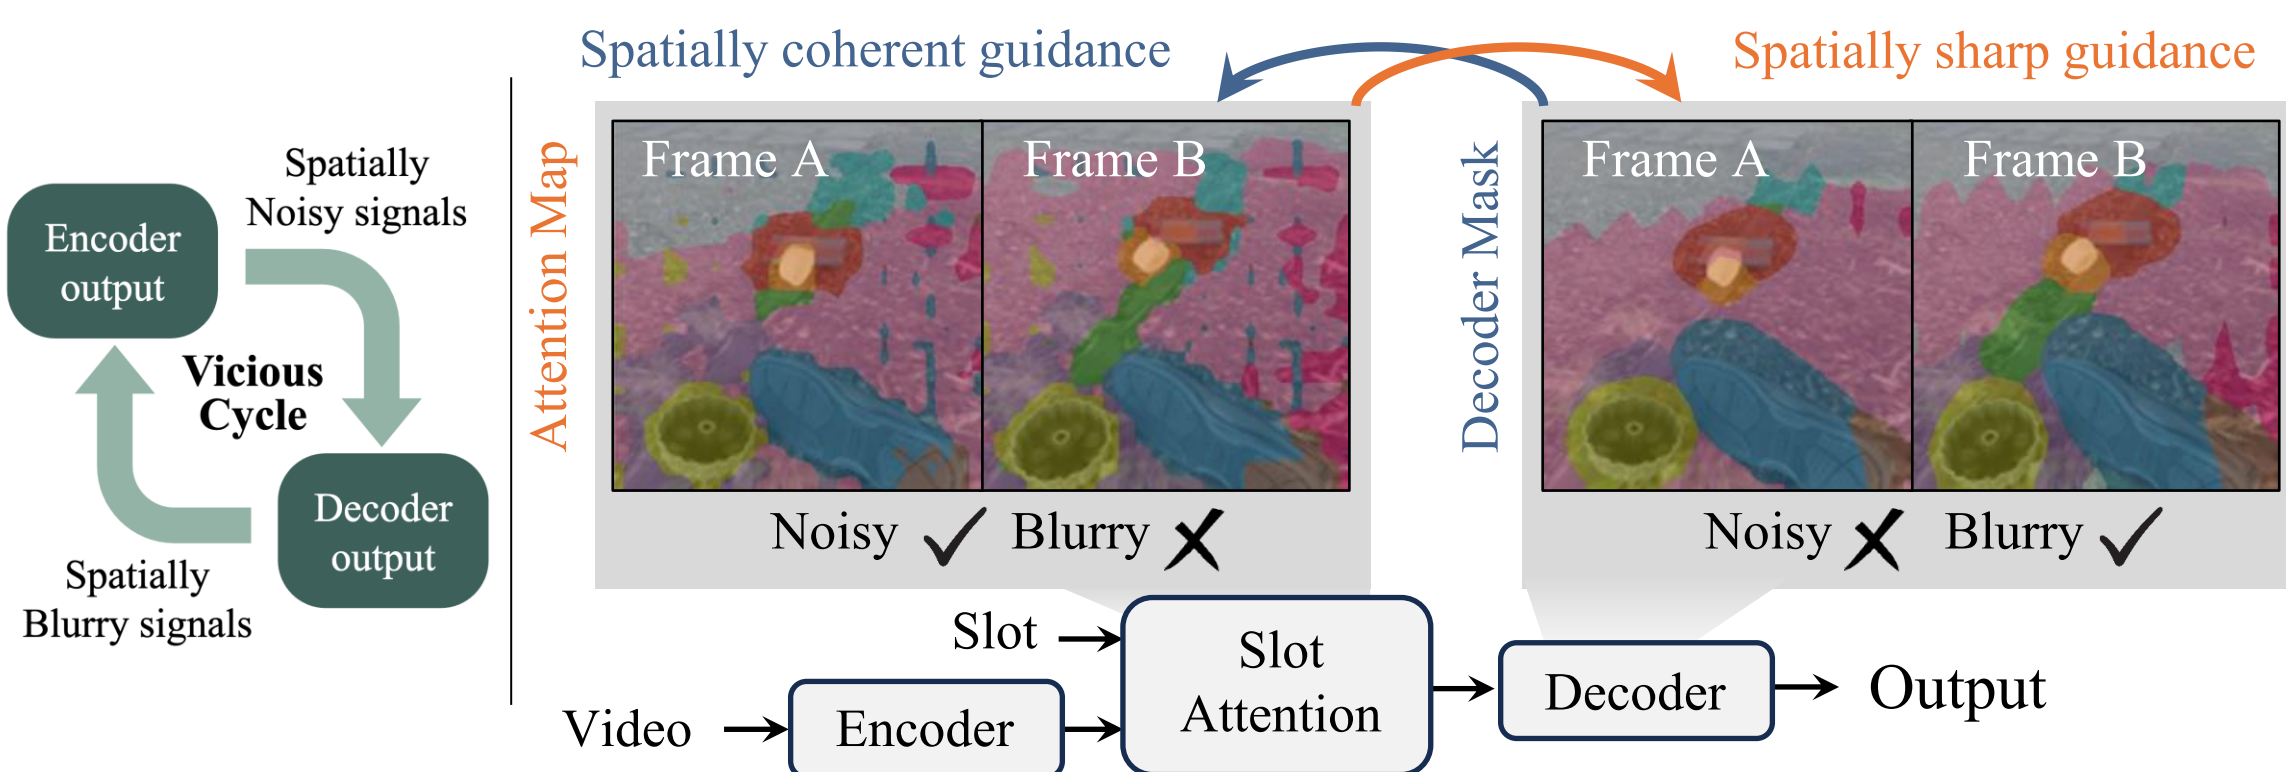 Spatially
Noisy signals
Encoder
output
Vicious
Cycle
Decoder
output
Spatially
Blurry signals
Spatially coherent guidance
Spatially sharp guidance
Attention Map
Frame A
Frame B
Noisy
Blurry
Decoder Mask
Frame A
Frame B
Noisy
Blurry
Slot
Video
Encoder
Slot
Attention
Decoder
Output